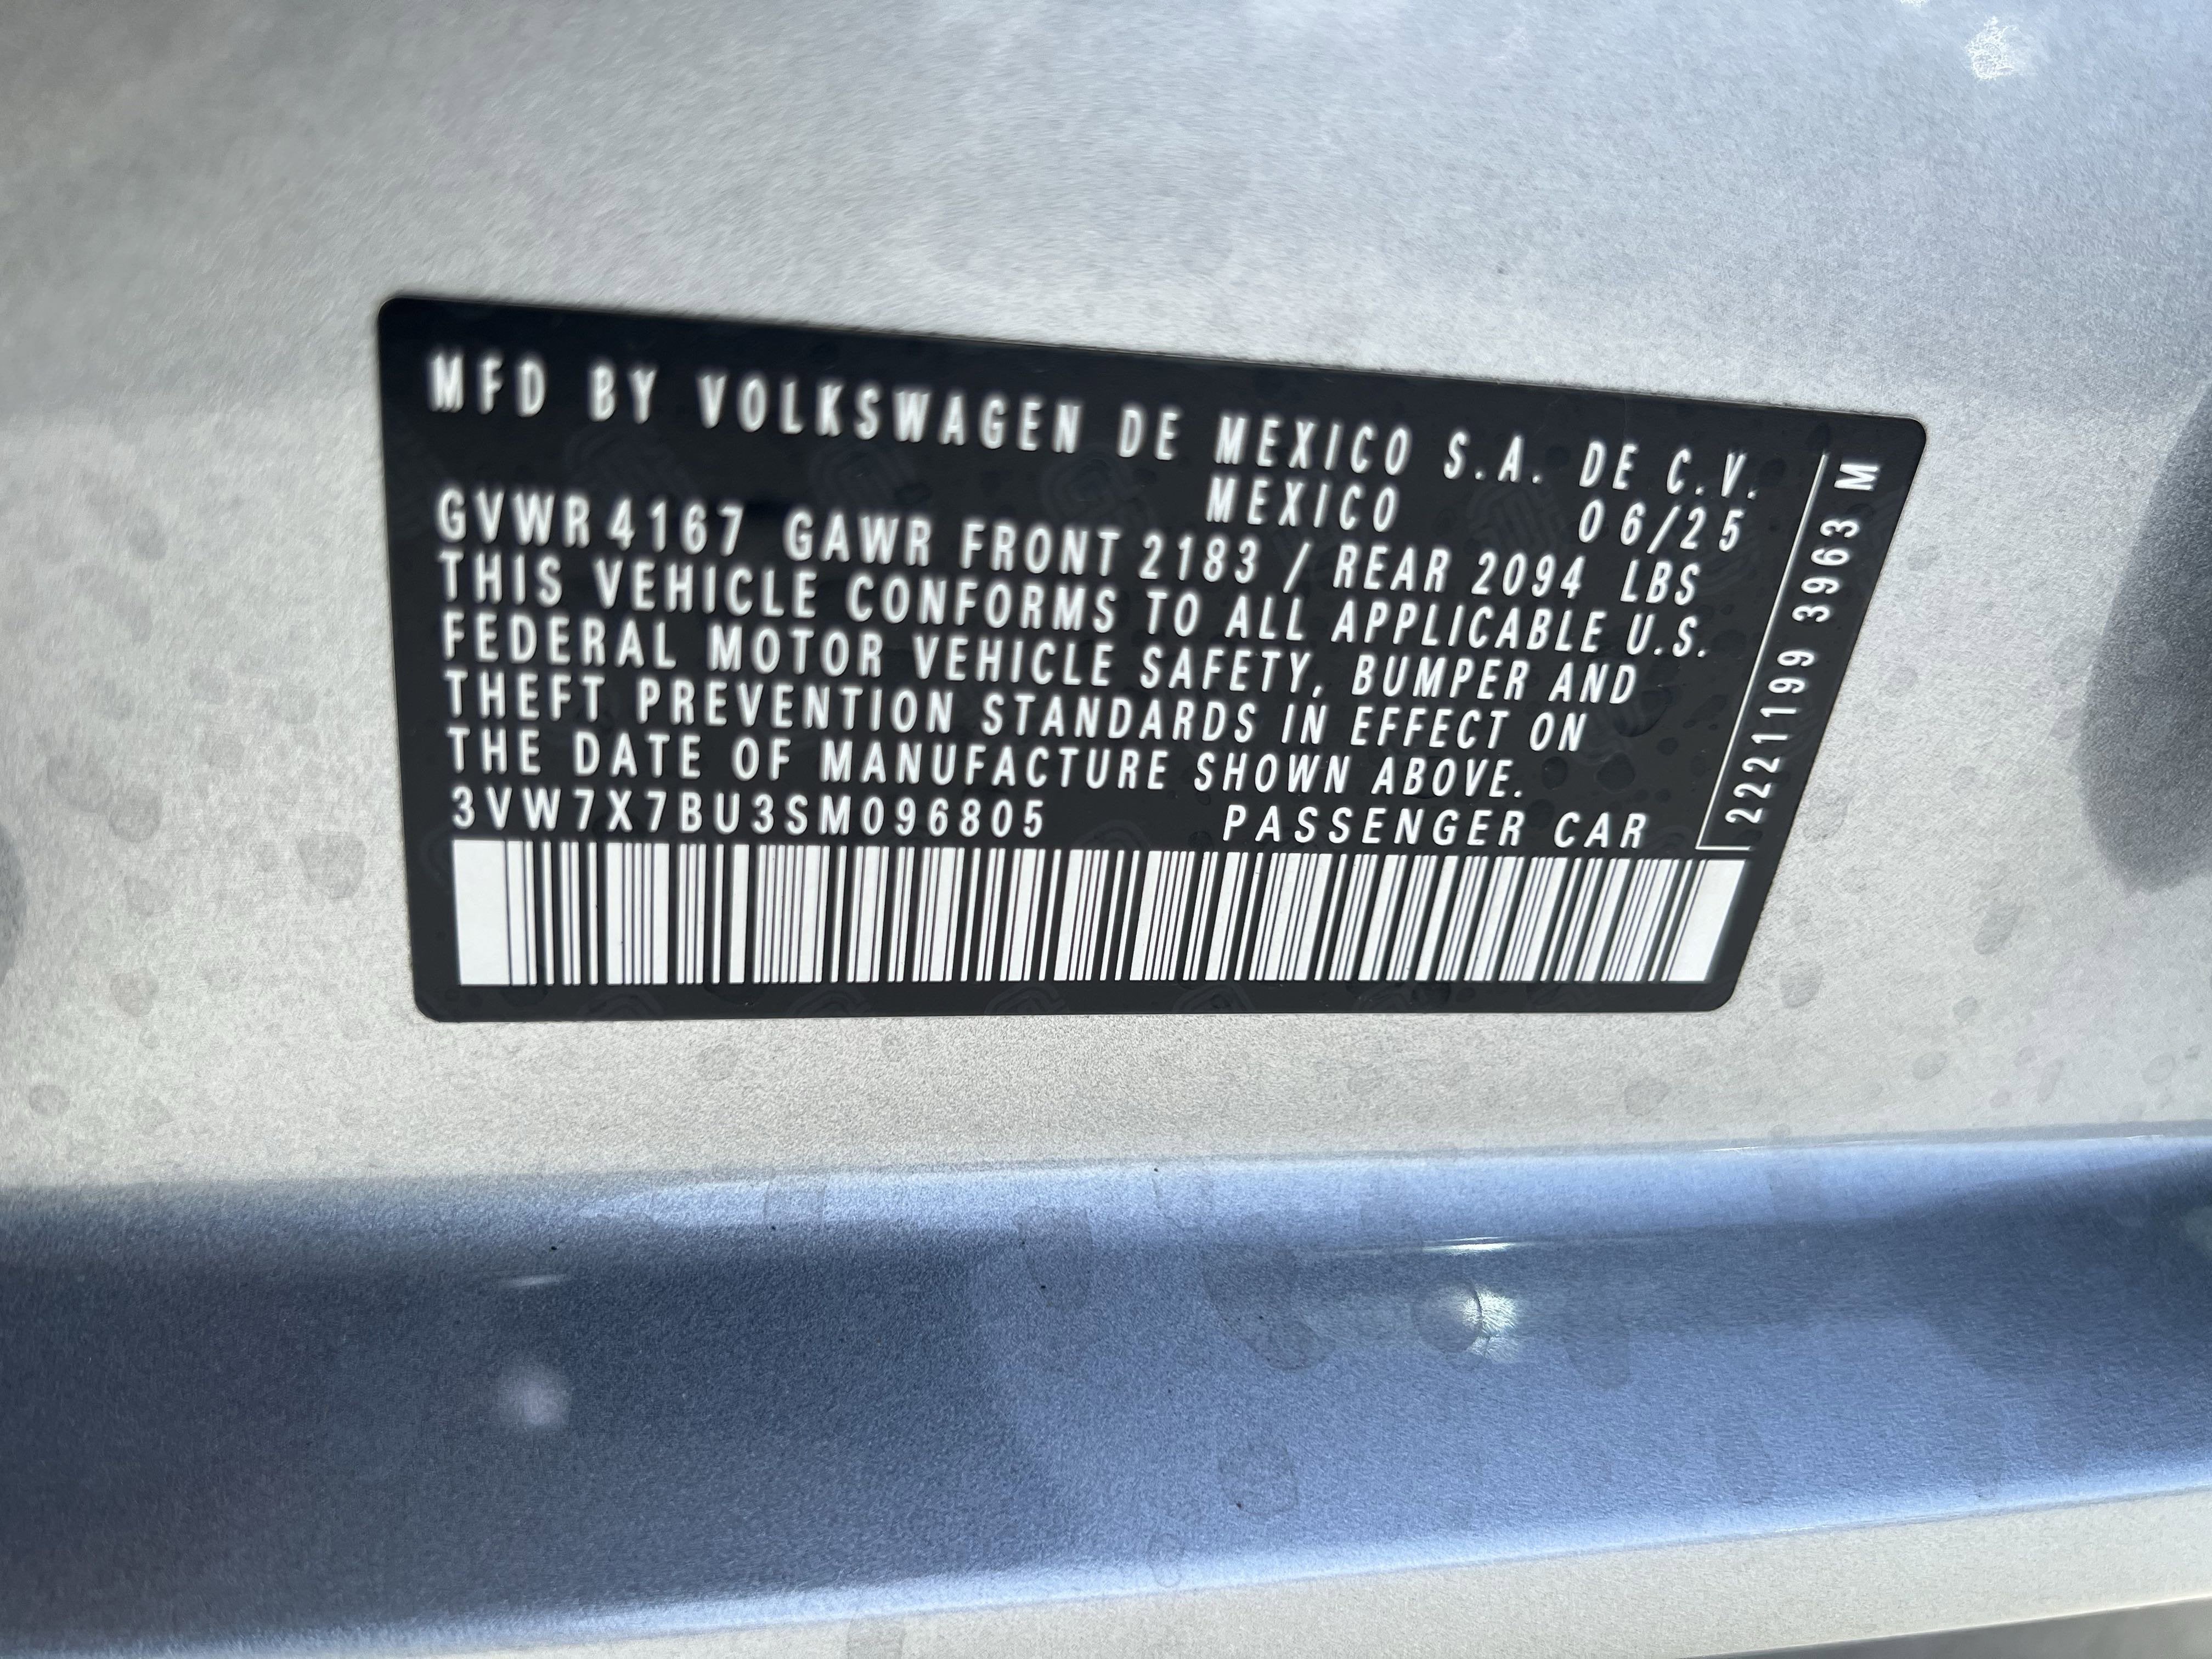 MFD BY VOLKSWAGEN DE MEXICO S.A. DE C.V.
MEXICO 06/25
GVWR 4167 GAWR FRONT 2183 / REAR 2094 LBS
THIS VEHICLE CONFORMS TO ALL APPLICABLE U.S.
FEDERAL MOTOR VEHICLE SAFETY, BUMPER AND
THEFT PREVENTION STANDARDS IN EFFECT ON
THE DATE OF MANUFACTURE SHOWN ABOVE.
3VW7X7BU3SM096805 PASSENGER CAR
2221199 3963 M